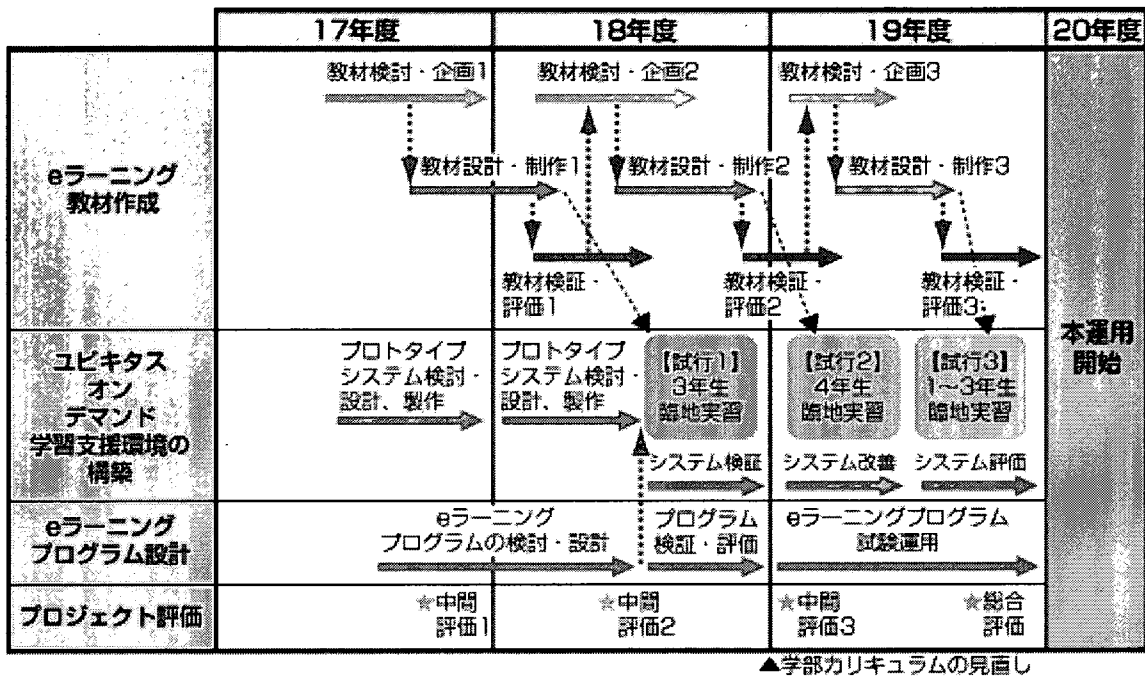 17年度
18年度
19年度
20年度
eラーニング
教材作成
教材検討・企画1
教材検討・企画2
教材検討・企画3
教材設計・制作1
教材設計・制作2
教材設計・制作3
教材検証・
評価1
教材検証・
評価2
教材検証・
評価3
ユビキタス
オン
デマンド
学習支援環境の
構築
プロトタイプ
システム検討・
設計、製作
プロトタイプ
システム検討・
設計、製作
【試行1】
3年生
臨地実習
【試行2】
4年生
臨地実習
【試行3】
1〜3年生
臨地実習
システム検証
システム改善
システム評価
eラーニング
プログラム設計
eラーニング
プログラムの検討・設計
プログラム
検証・評価
eラーニングプログラム
試験運用
プロジェクト評価
★中間
評価1
★中間
評価2
★中間
評価3
★総合
評価
本運用
開始
▲学部カリキュラムの見直し